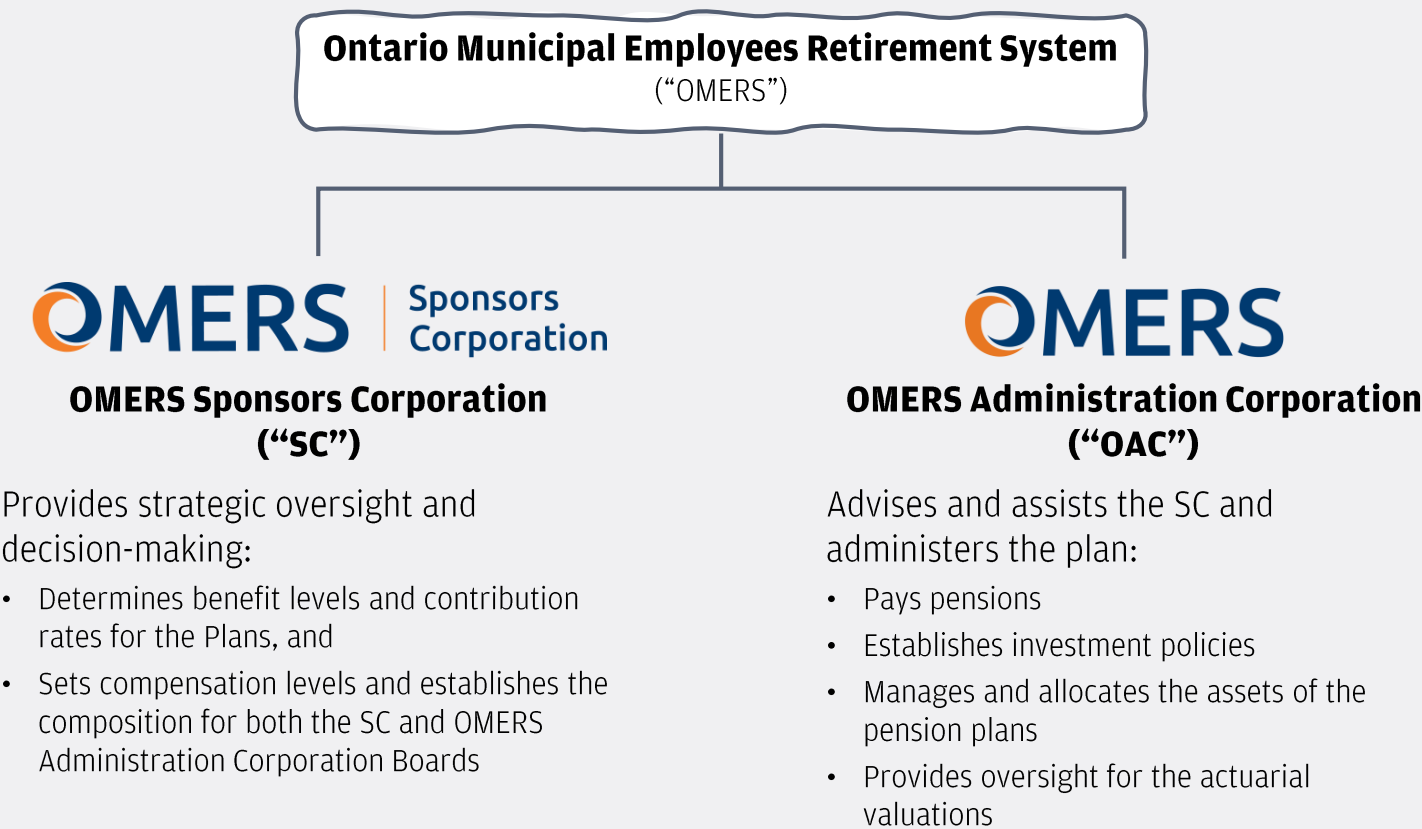 Ontario Municipal Employees Retirement System
(“OMERS”)
OMERS | Sponsors
Corporation
OMERS Sponsors Corporation
(“SC”)
Provides strategic oversight and
decision-making:
• Determines benefit levels and contribution
rates for the Plans, and
• Sets compensation levels and establishes the
composition for both the SC and OMERS
Administration Corporation Boards
OMERS
OMERS Administration Corporation
(“OAC”)
Advises and assists the SC and
administers the plan:
• Pays pensions
• Establishes investment policies
• Manages and allocates the assets of the
pension plans
• Provides oversight for the actuarial
valuations